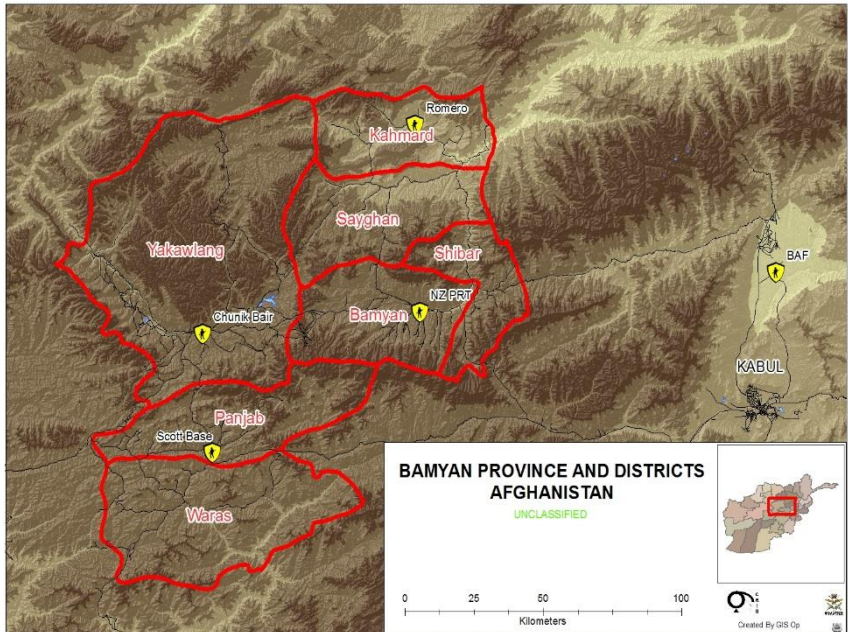 Romero
Kahmard
Sayghan
Yakawlang
Shibar
BAF
NZ PRT
Bamyan
Chunik Bair
KABUL
Panjab
Scott Base
Waras
BAMYAN PROVINCE AND DISTRICTS
AFGHANISTAN
UNCLASSIFIED
0 25 50 100
Kilometers
Created By GIS Op